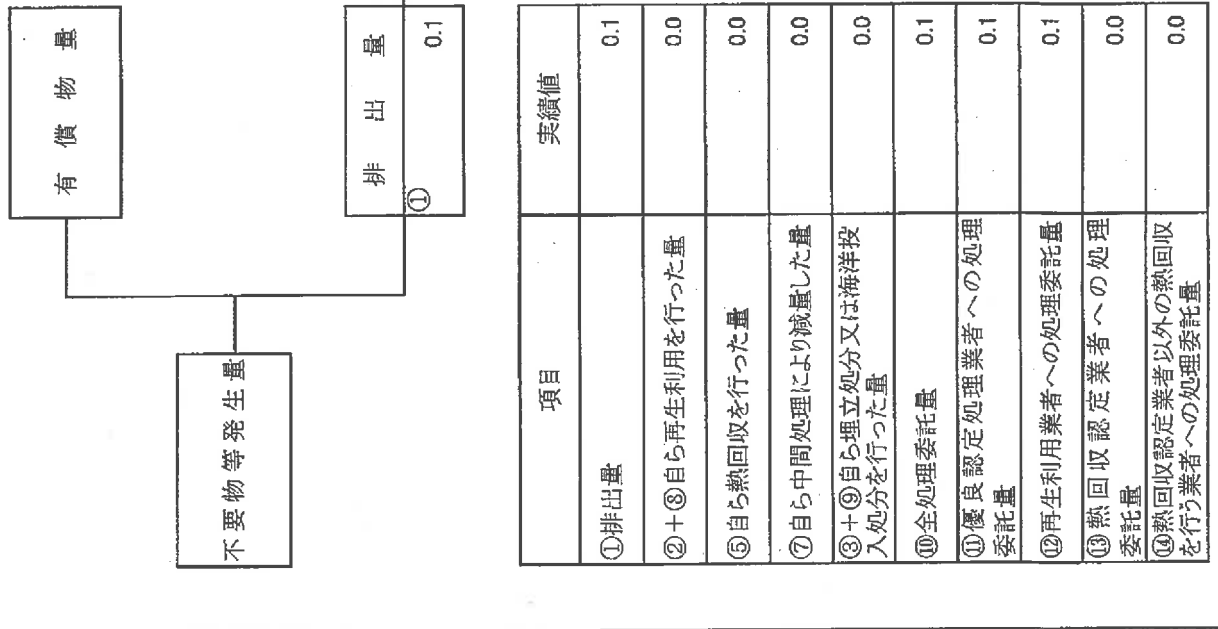 有償物量
不要物等発生量
排出量
①
0.1
項目
実績値
①排出量
0.1
②+⑧自ら再生利用を行った量
0.0
⑤自ら熱回収を行った量
0.0
⑦自ら中間処理により減量した量
0.0
③+⑨自ら埋立処分又は海洋投
入処分を行った量
0.0
⑩全処理委託量
0.1
⑪優良認定処理業者への処理
委託量
0.1
⑫再生利用業者への処理委託量
0.1
⑬熱回収認定業者への処理
委託量
0.0
⑭熱回収認定業者以外の熱回収
を行う業者への処理委託量
0.0